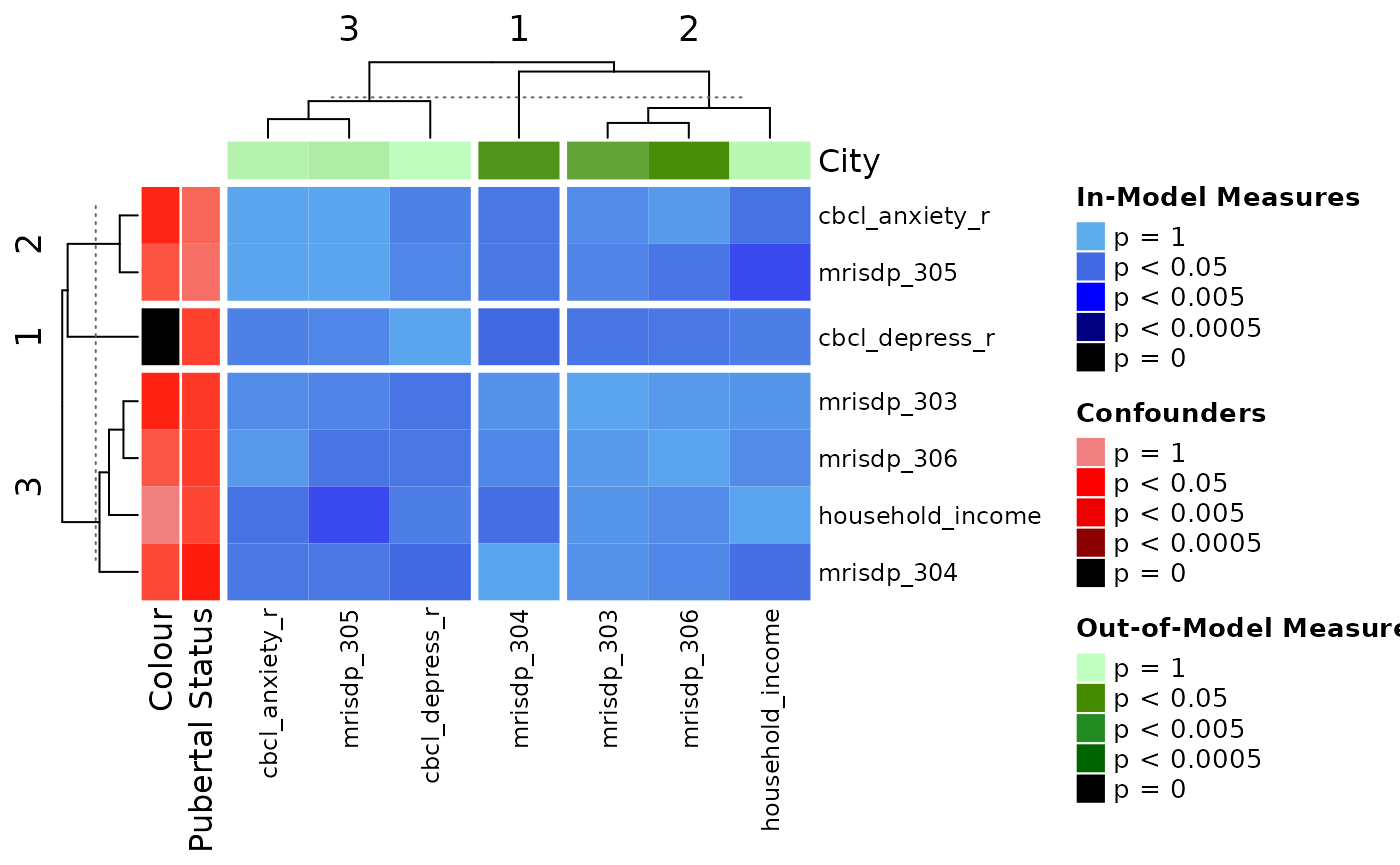 3 1 2
City
2
1
3
cbcl_anxiety_r
mrisdp_305
cbcl_depress_r
mrisdp_303
mrisdp_306
household_income
mrisdp_304
Colour
Pubertal Status
cbcl_anxiety_r
mrisdp_305
cbcl_depress_r
mrisdp_304
mrisdp_303
mrisdp_306
household_income
In-Model Measures
p = 1
p < 0.05
p < 0.005
p < 0.0005
p = 0
Confounders
p = 1
p < 0.05
p < 0.005
p < 0.0005
p = 0
Out-of-Model Measure
p = 1
p < 0.05
p < 0.005
p < 0.0005
p = 0